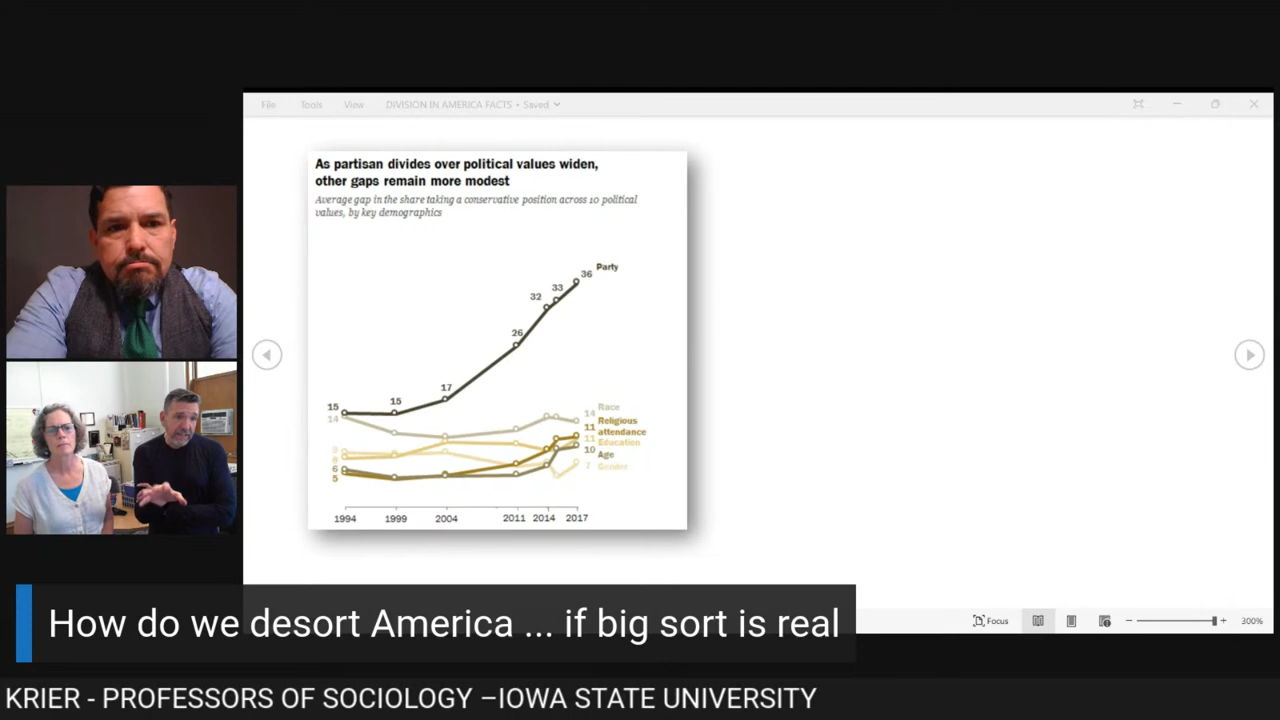 File Tools View DIVISION IN AMERICA FACTS • Saved
As partisan divides over political values widen,
other gaps remain more modest
Average gap in the share taking a conservative position across 10 political
values, by key demographics
Party
36
33
32
26
17
15
15
14
Race
14
Religious
attendance
11
Education
11
Age
10
Gender
7
9
8
6
5
1994 1999 2004 2011 2014 2017
Focus
300%
How do we desort America ... if big sort is real
KRIER - PROFESSORS OF SOCIOLOGY –IOWA STATE UNIVERSITY